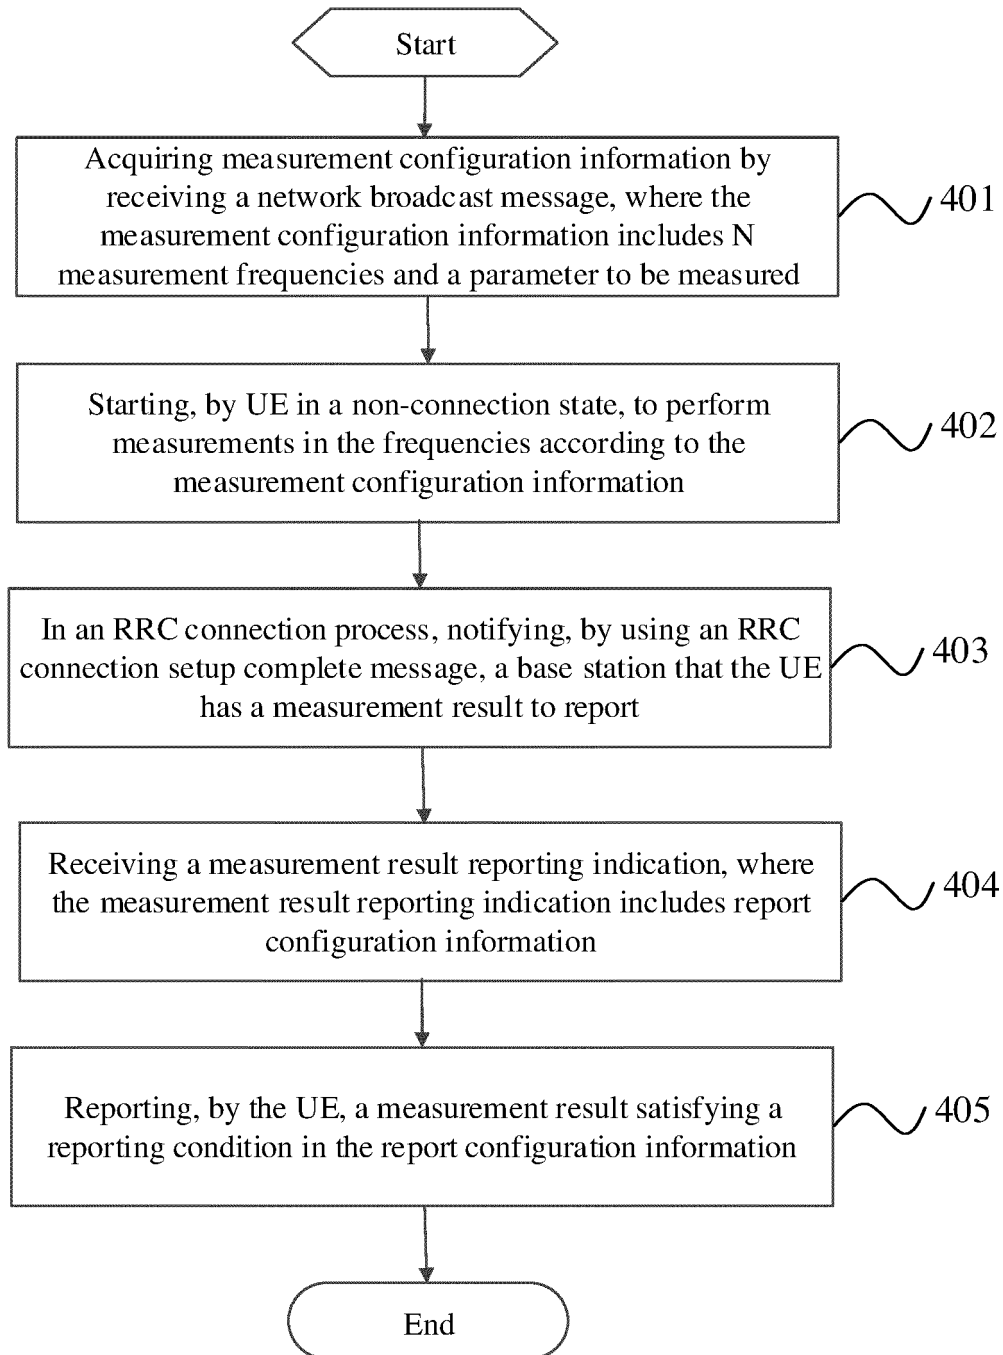 Start
Acquiring measurement configuration information by
receiving a network broadcast message, where the
measurement configuration information includes N
measurement frequencies and a parameter to be measured
401
Starting, by UE in a non-connection state, to perform
measurements in the frequencies according to the
measurement configuration information
402
In an RRC connection process, notifying, by using an RRC
connection setup complete message, a base station that the UE
has a measurement result to report
403
Receiving a measurement result reporting indication, where
the measurement result reporting indication includes report
configuration information
404
Reporting, by the UE, a measurement result satisfying a
reporting condition in the report configuration information
405
End